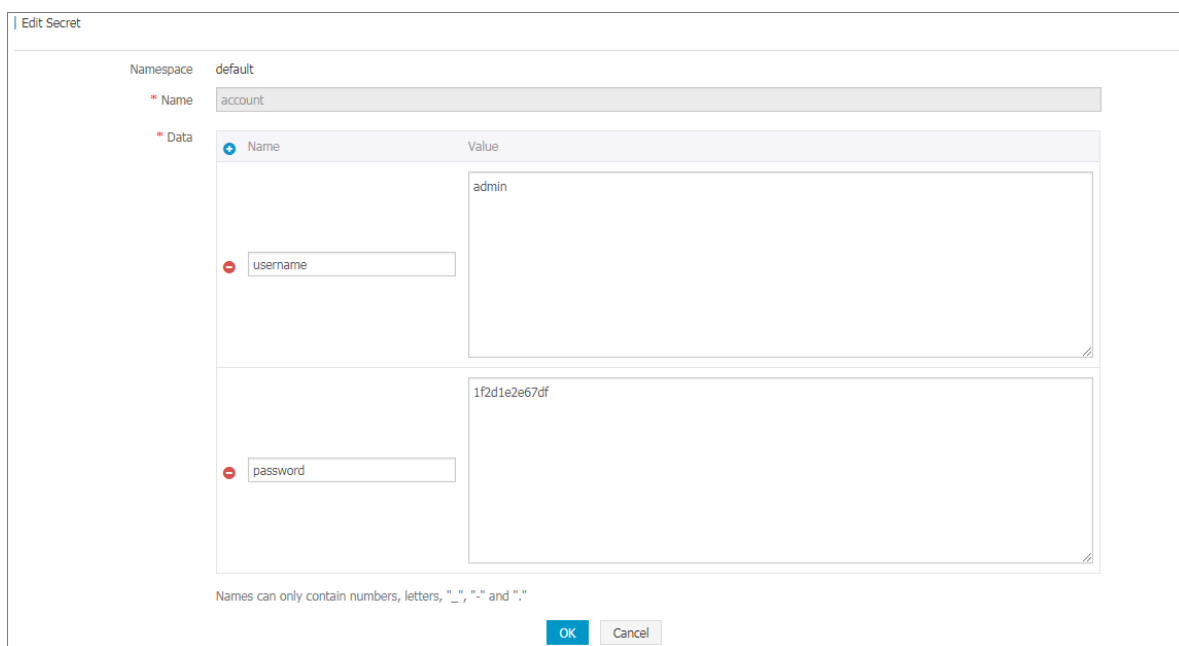 Edit Secret
Namespace default
* Name account
* Data
Name Value
admin
username
1f2d1e2e67df
password
Names can only contain numbers, letters, "_", "-" and "."
OK Cancel